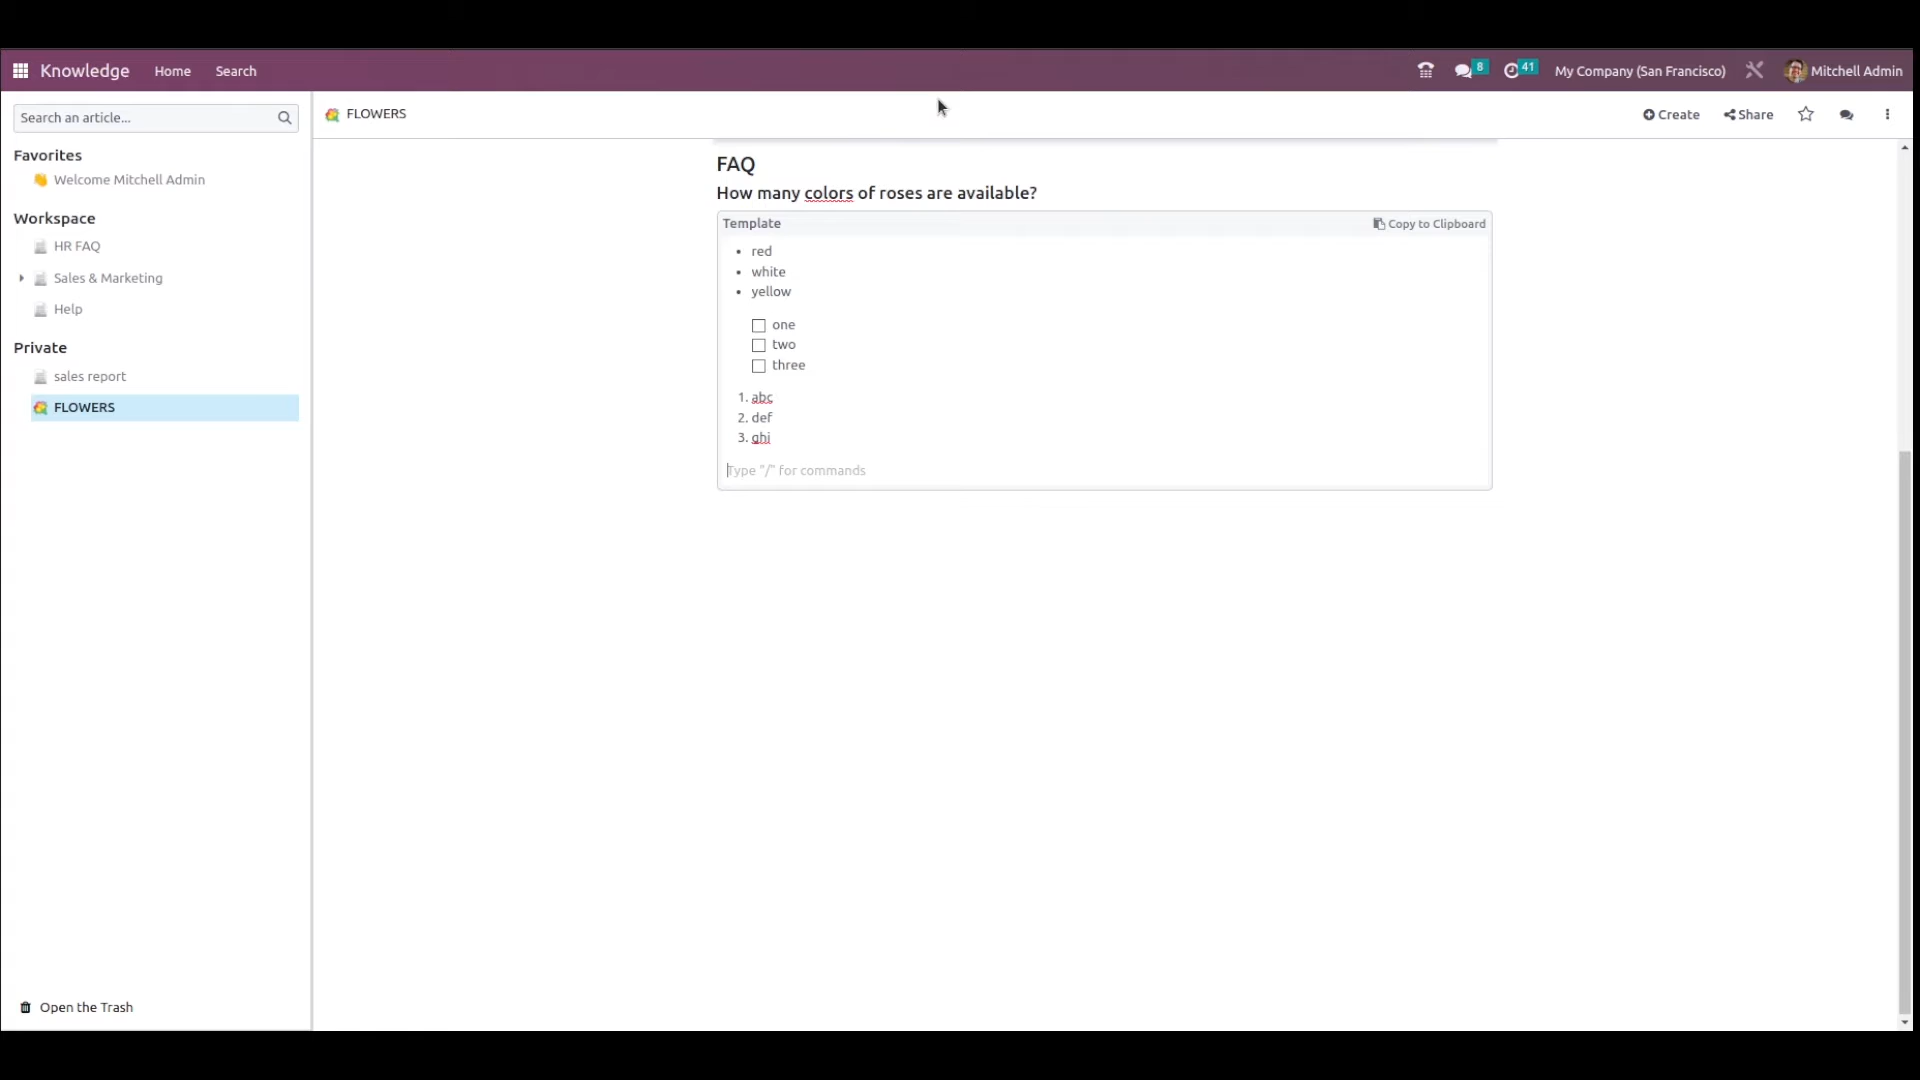 Knowledge Home Search 8 41 My Company (San Francisco) Mitchell Admin
Search an article...
FLOWERS
Create Share
Favorites
Welcome Mitchell Admin
Workspace
HR FAQ
Sales & Marketing
Help
Private
sales report
FLOWERS
Open the Trash
FAQ
How many colors of roses are available?
Template Copy to Clipboard
• red
• white
• yellow
one
two
three
1. abc
2. def
3. ghi
Type "/" for commands